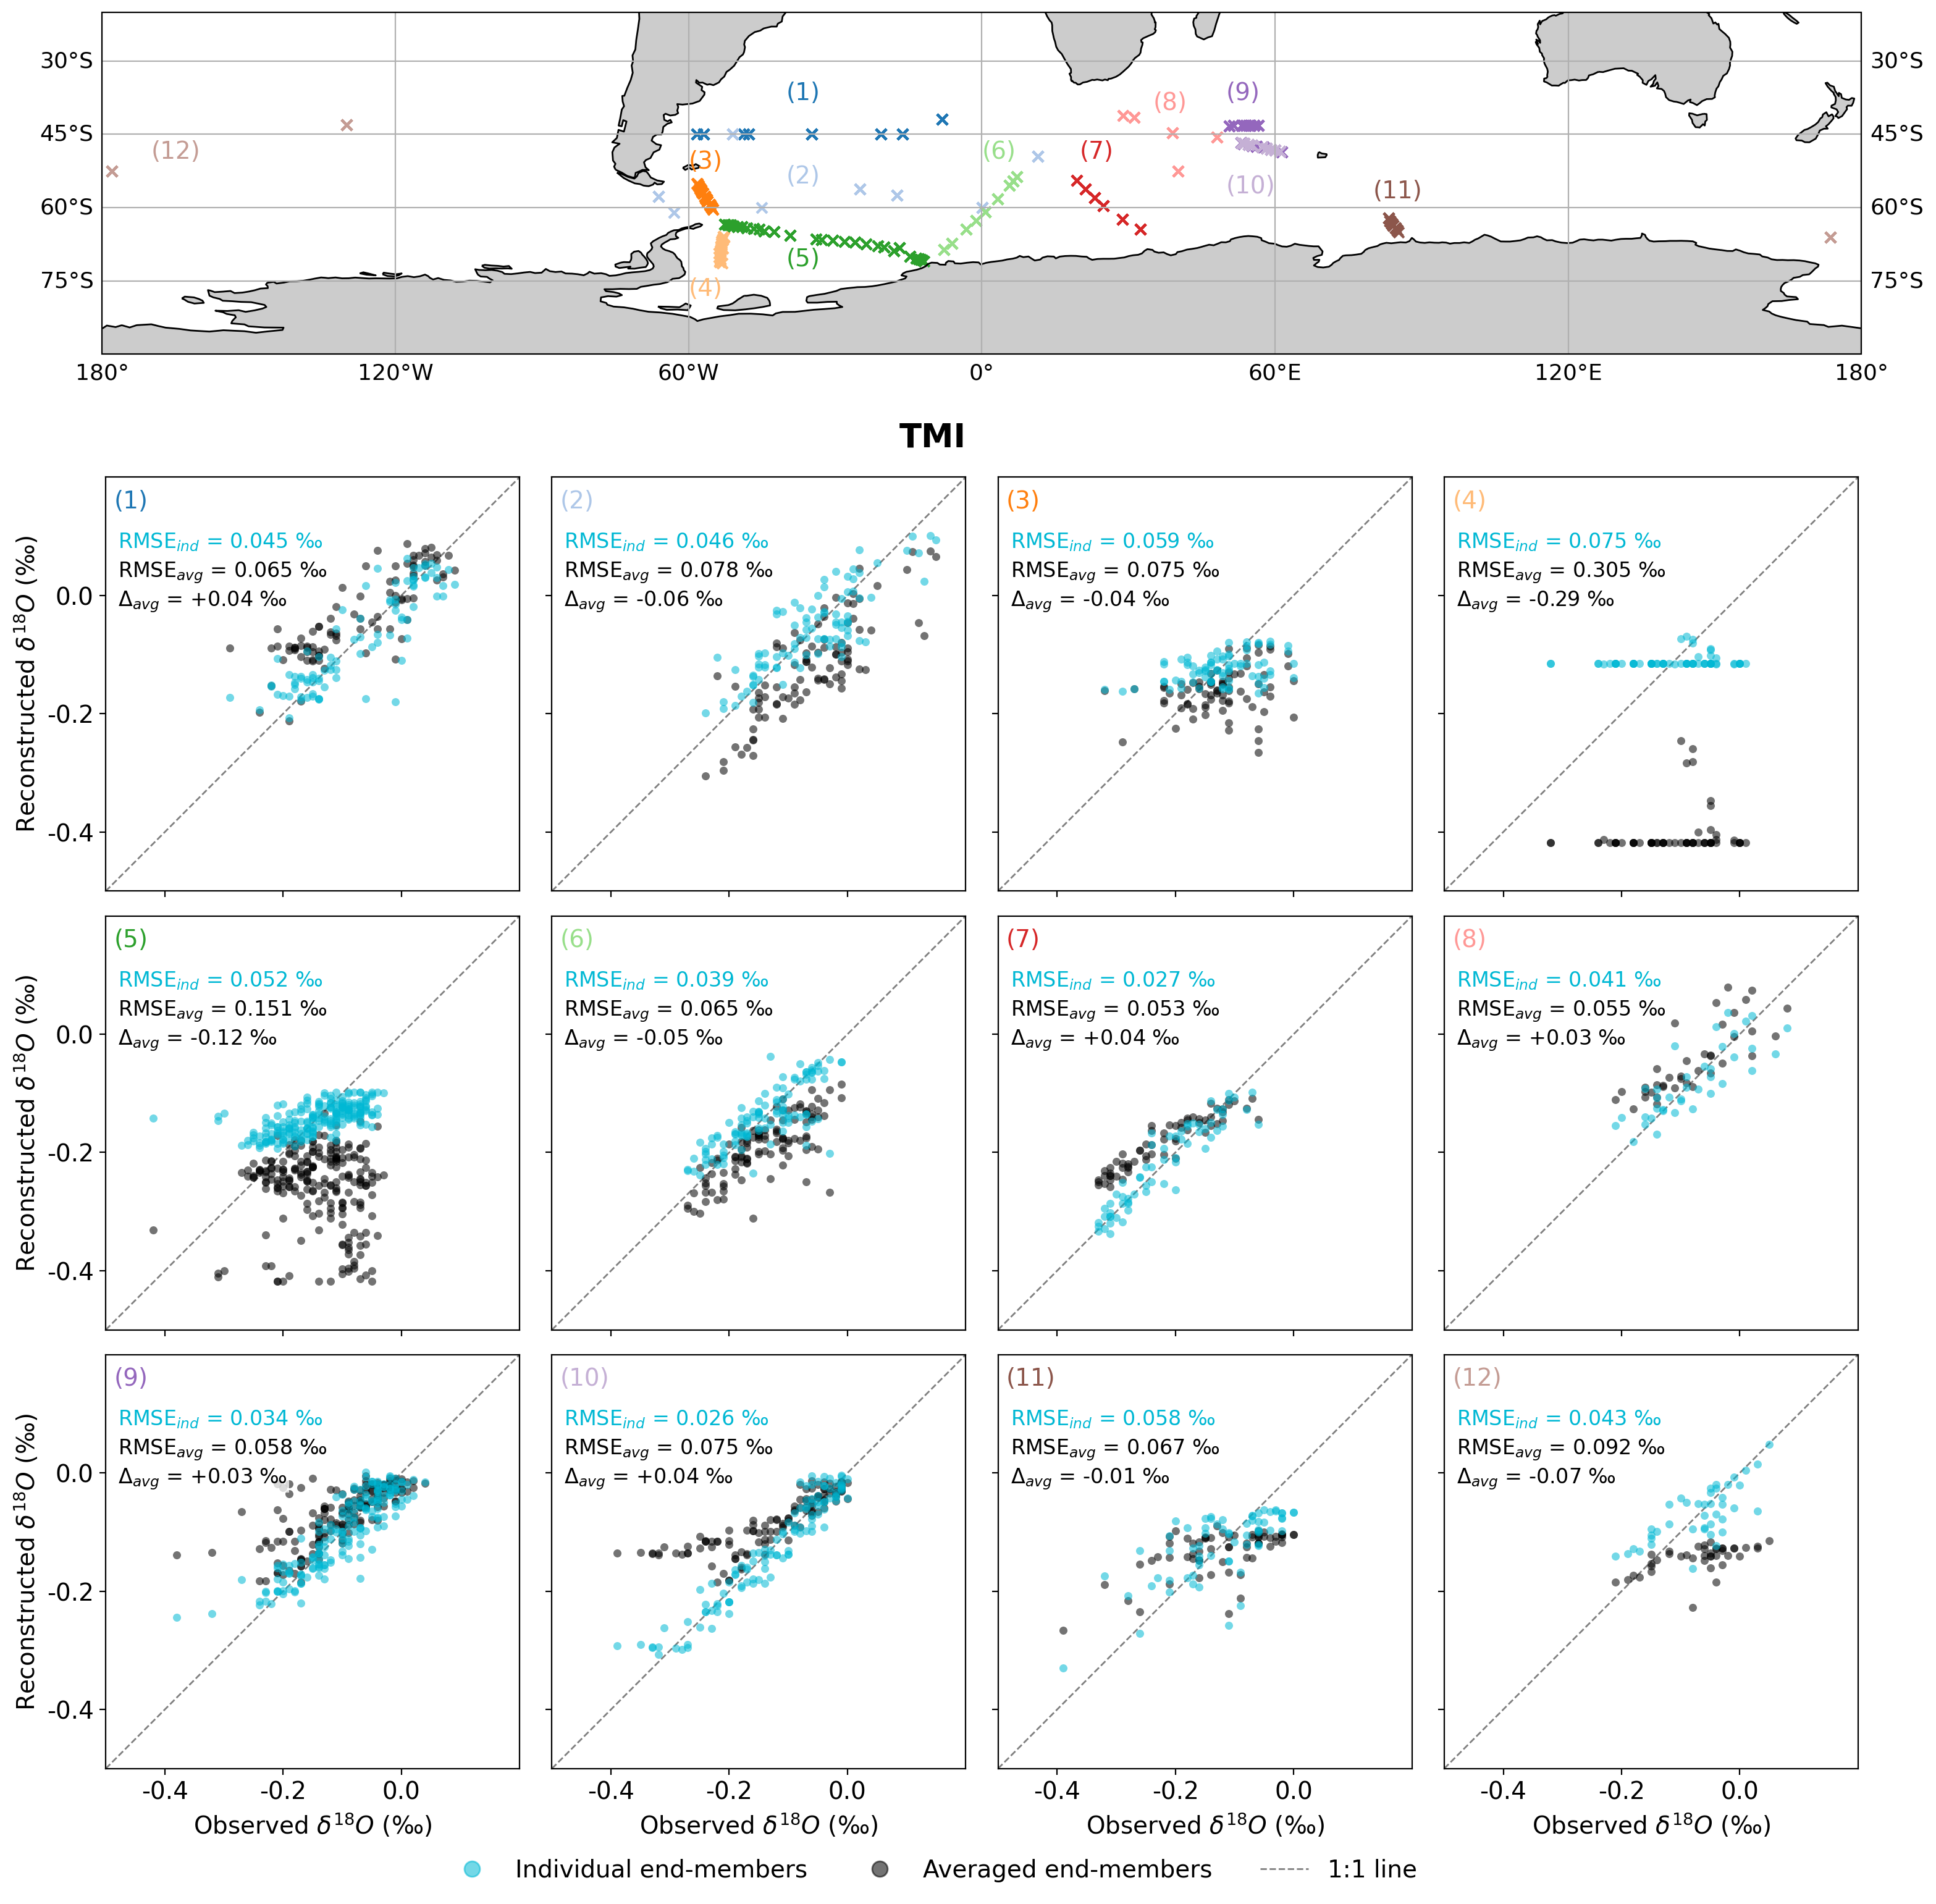 30°S 30°S
(1) (8) (9)
45°S 45°S
(12) (3) (6) (7)
(2) (10) (11)
60°S 60°S
(5)
75°S (4) 75°S
180° 120°W 60°W 0° 60°E 120°E 180°
TMI
(1) (2) (3) (4)
RMSE_ind = 0.045 ‰ RMSE_ind = 0.046 ‰ RMSE_ind = 0.059 ‰ RMSE_ind = 0.075 ‰
RMSE_avg = 0.065 ‰ RMSE_avg = 0.078 ‰ RMSE_avg = 0.075 ‰ RMSE_avg = 0.305 ‰
Δ_avg = +0.04 ‰ Δ_avg = -0.06 ‰ Δ_avg = -0.04 ‰ Δ_avg = -0.29 ‰
0.0
-0.2
-0.4
Reconstructed δ¹⁸O (‰)
(5) (6) (7) (8)
RMSE_ind = 0.052 ‰ RMSE_ind = 0.039 ‰ RMSE_ind = 0.027 ‰ RMSE_ind = 0.041 ‰
RMSE_avg = 0.151 ‰ RMSE_avg = 0.065 ‰ RMSE_avg = 0.053 ‰ RMSE_avg = 0.055 ‰
Δ_avg = -0.12 ‰ Δ_avg = -0.05 ‰ Δ_avg = +0.04 ‰ Δ_avg = +0.03 ‰
0.0
-0.2
-0.4
Reconstructed δ¹⁸O (‰)
(9) (10) (11) (12)
RMSE_ind = 0.034 ‰ RMSE_ind = 0.026 ‰ RMSE_ind = 0.058 ‰ RMSE_ind = 0.043 ‰
RMSE_avg = 0.058 ‰ RMSE_avg = 0.075 ‰ RMSE_avg = 0.067 ‰ RMSE_avg = 0.092 ‰
Δ_avg = +0.03 ‰ Δ_avg = +0.04 ‰ Δ_avg = -0.01 ‰ Δ_avg = -0.07 ‰
0.0
-0.2
-0.4
Reconstructed δ¹⁸O (‰)
-0.4 -0.2 0.0 -0.4 -0.2 0.0 -0.4 -0.2 0.0 -0.4 -0.2 0.0
Observed δ¹⁸O (‰) Observed δ¹⁸O (‰) Observed δ¹⁸O (‰) Observed δ¹⁸O (‰)
Individual end-members Averaged end-members 1:1 line